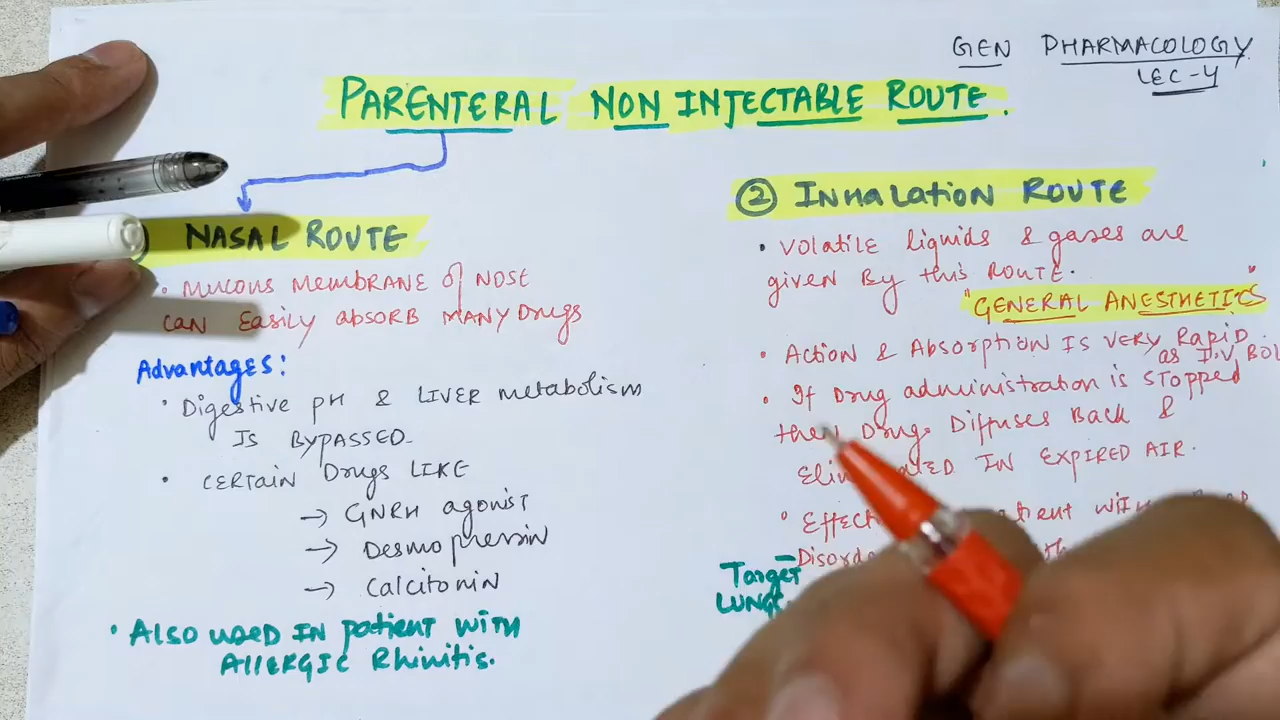 GEN PHARMACOLOGY
LEC-4
PARENTERAL NON INJECTABLE ROUTE.
NASAL ROUTE
• Mucous MEMBRANE of NOSE
can Easily absorb Many Drugs
Advantages:
• Digestive pH & LIVER metabolism
Is BYPASSED.
• CERTAIN Drugs LIKE
→ GNRH agonist
→ Desmopressin
→ Calcitonin
• Also used IN patient with
ALLERGIC Rhinitis.
② INHALATION ROUTE
• Volatile liquids & gases are
given By this Route.
"GENERAL ANESTHETICS"
• Action & Absorption Is very Rapid
as I.V,
• If Drug administration is stopped
then Drug Diffuses Back &
IN EXPIRED AIR.
Target